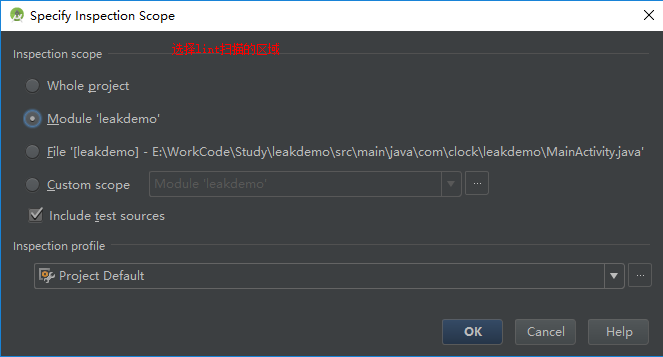 Specify Inspection Scope
Inspection scope
选择lint扫描的区域
Whole project
Module 'leakdemo'
File '[leakdemo] - E:\WorkCode\Study\leakdemo\src\main\java\com\clock\leakdemo\MainActivity.java'
Custom scope
Module 'leakdemo'
...
Include test sources
Inspection profile
Project Default
...
OK
Cancel
Help